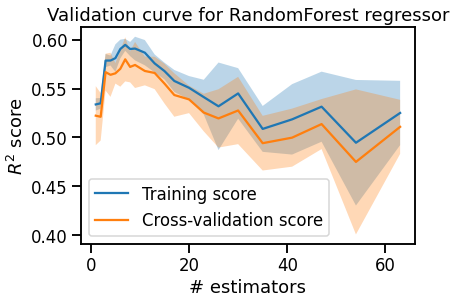 Validation curve for RandomForest regressor
0.60
0.55
0.50
0.45
0.40
R² score
Training score
Cross-validation score
0 20 40 60
# estimators